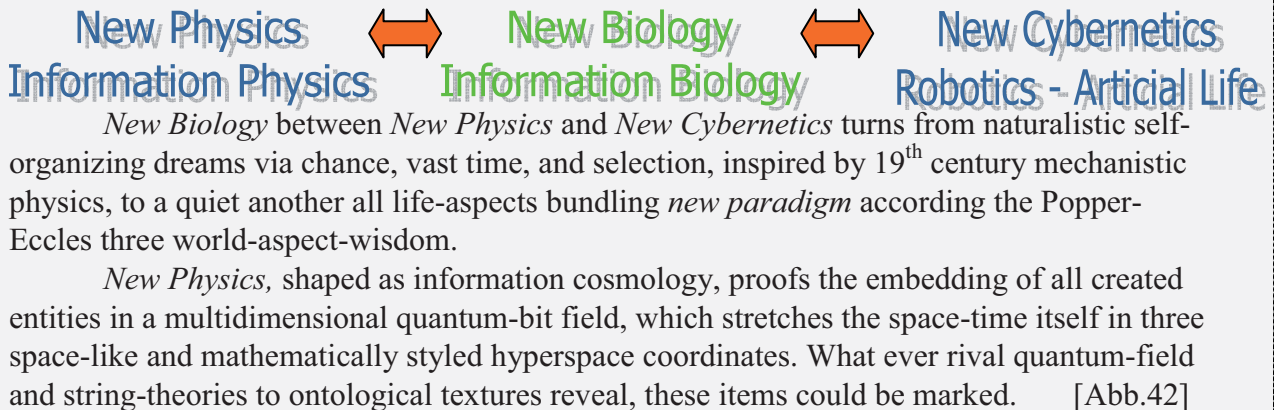 New Physics New Biology New Cybernetics
Information Physics Information Biology Robotics - Articial Life
New Biology between New Physics and New Cybernetics turns from naturalistic self-
organizing dreams via chance, vast time, and selection, inspired by 19th century mechanistic
physics, to a quiet another all life-aspects bundling new paradigm according the Popper-
Eccles three world-aspect-wisdom.
New Physics, shaped as information cosmology, proofs the embedding of all created
entities in a multidimensional quantum-bit field, which stretches the space-time itself in three
space-like and mathematically styled hyperspace coordinates. What ever rival quantum-field
and string-theories to ontological textures reveal, these items could be marked. [Abb.42]